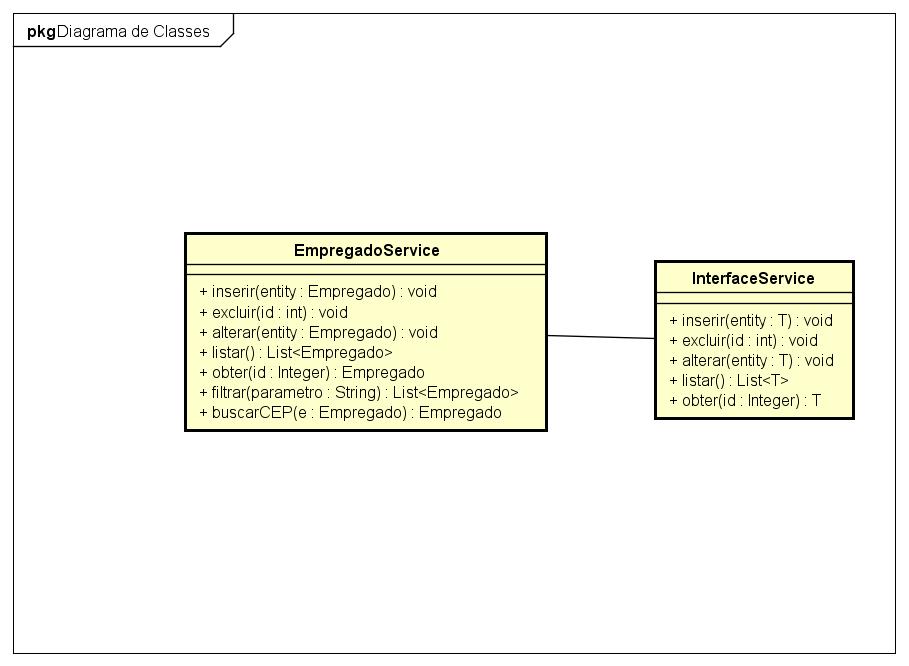 pkg Diagrama de Classes
EmpregadoService
+ inserir(entity : Empregado) : void
+ excluir(id : int) : void
+ alterar(entity : Empregado) : void
+ listar() : List<Empregado>
+ obter(id : Integer) : Empregado
+ filtrar(parametro : String) : List<Empregado>
+ buscarCEP(e : Empregado) : Empregado
InterfaceService
+ inserir(entity : T) : void
+ excluir(id : int) : void
+ alterar(entity : T) : void
+ listar() : List<T>
+ obter(id : Integer) : T